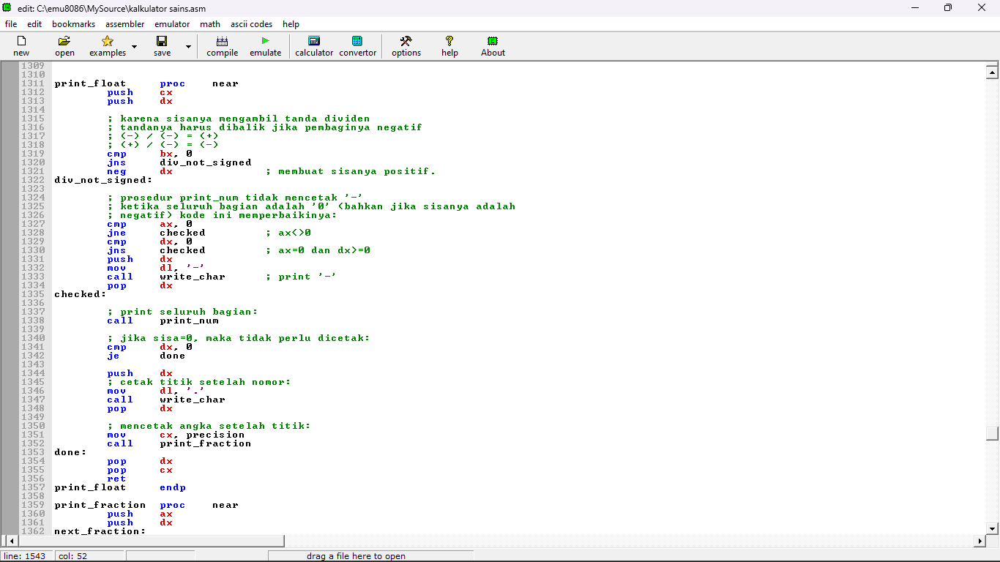 edit: C:\emu8086\MySource\kalkulator sains.asm
file edit bookmarks assembler emulator math ascii codes help
new open examples save compile emulate calculator convertor options help About
1309
1310
1311 print_float proc near
1312 push cx
1313 push dx
1314
1315 ; karena sisanya mengambil tanda dividen
1316 ; tandanya harus dibalik jika pembaginya negatif
1317 ; (-) / (-) = (+)
1318 ; (+) / (-) = (-)
1319 cmp bx, 0
1320 jns div_not_signed
1321 neg dx ; membuat sisanya positif.
1322 div_not_signed:
1323
1324 ; prosedur print_num tidak mencetak '-'
1325 ; ketika seluruh bagian adalah '0' (bahkan jika sisanya adalah
1326 ; negatif) kode ini memperbaikinya:
1327 cmp ax, 0
1328 jne checked ; ax<>0
1329 cmp dx, 0
1330 jns checked ; ax=0 dan dx>=0
1331 push dx
1332 mov dl, '-'
1333 call write_char ; print '-'
1334 pop dx
1335 checked:
1336
1337 ; print seluruh bagian:
1338 call print_num
1339
1340 ; jika sisa=0, maka tidak perlu dicetak:
1341 cmp dx, 0
1342 je done
1343
1344 push dx
1345 ; cetak titik setelah nomor:
1346 mov dl, '.'
1347 call write_char
1348 pop dx
1349
1350 ; mencetak angka setelah titik:
1351 mov cx, precision
1352 call print_fraction
1353 done:
1354 pop dx
1355 pop cx
1356 ret
1357 print_float endp
1358
1359 print_fraction proc near
1360 push ax
1361 push dx
1362 next_fraction:
line: 1543 col: 52 drag a file here to open